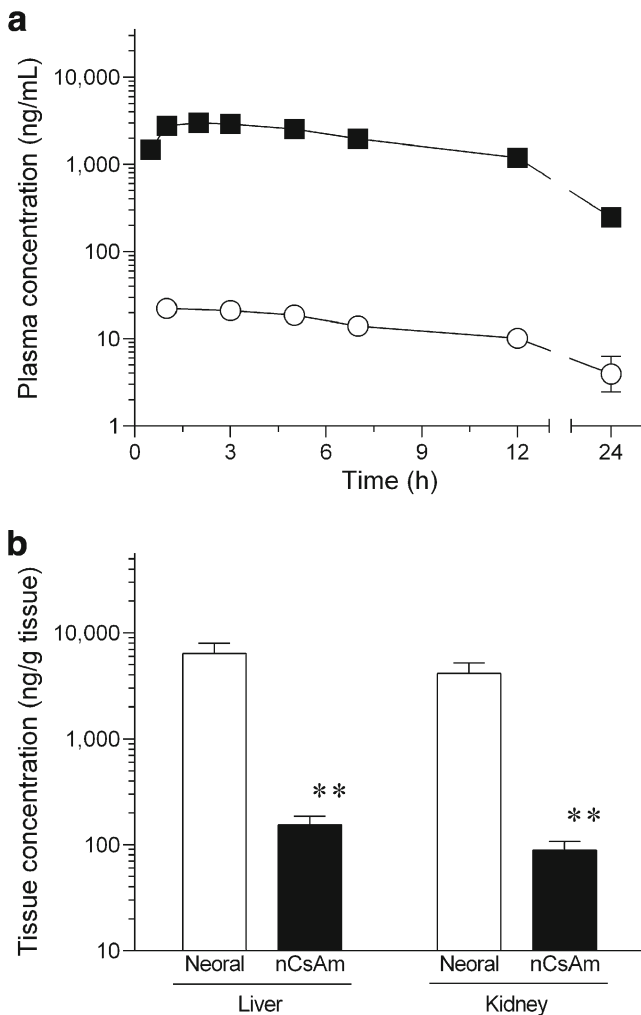 a
Plasma concentration (ng/mL)
10,000
1,000
100
10
1
0 3 6 9 12 24
Time (h)
b
Tissue concentration (ng/g tissue)
10,000
1,000
100
10
**
**
Neoral nCsAm Neoral nCsAm
Liver Kidney